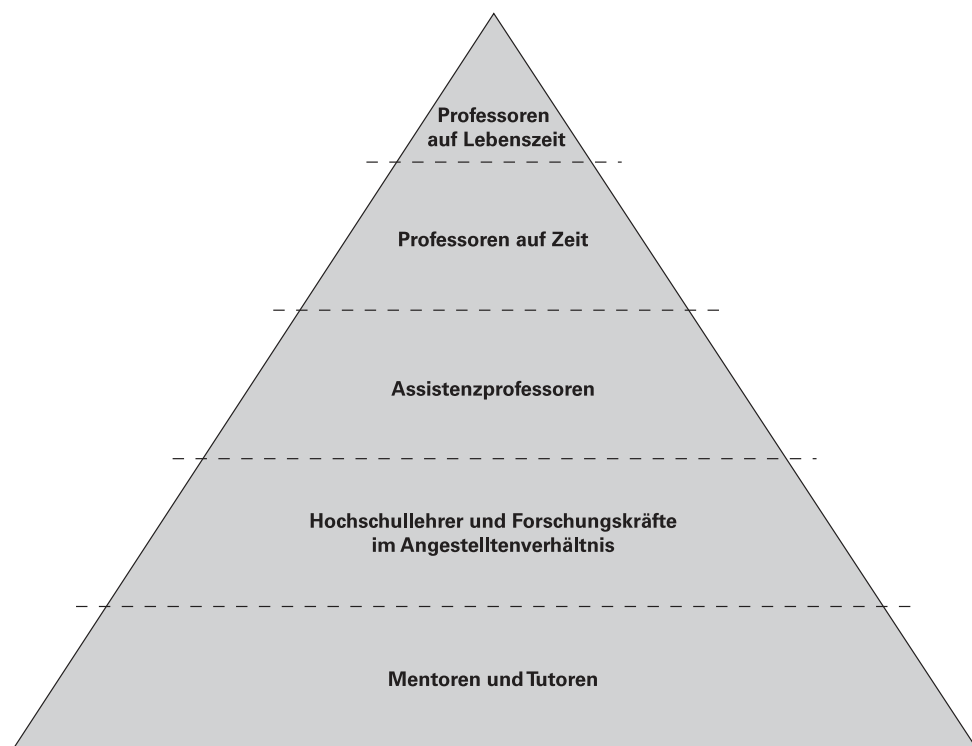 Professoren
auf Lebenszeit
Professoren auf Zeit
Assistenzprofessoren
Hochschullehrer und Forschungskräfte
im Angestelltenverhältnis
Mentoren und Tutoren